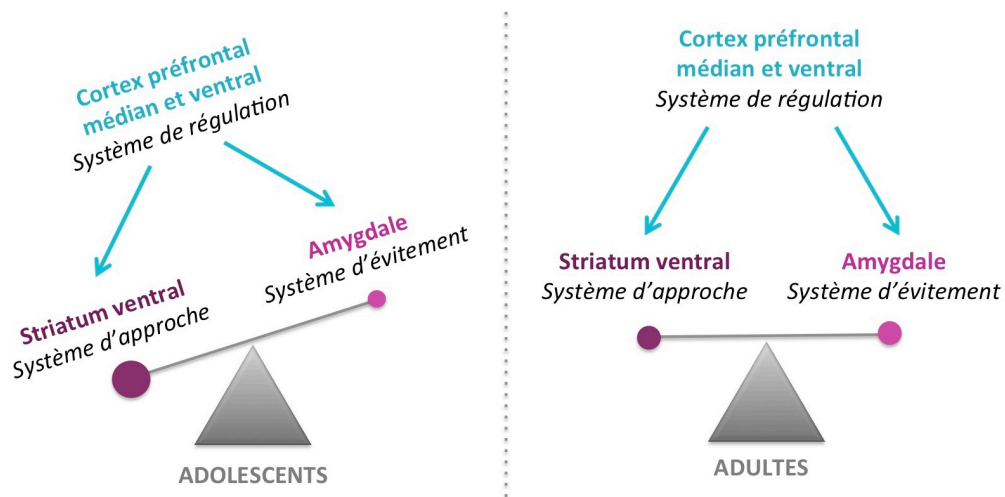 Cortex préfrontal
médian et ventral
Système de régulation
Amygdale
Système d'évitement
Striatum ventral
Système d'approche
ADOLESCENTS
Cortex préfrontal
médian et ventral
Système de régulation
Striatum ventral
Système d'approche
Amygdale
Système d'évitement
ADULTES